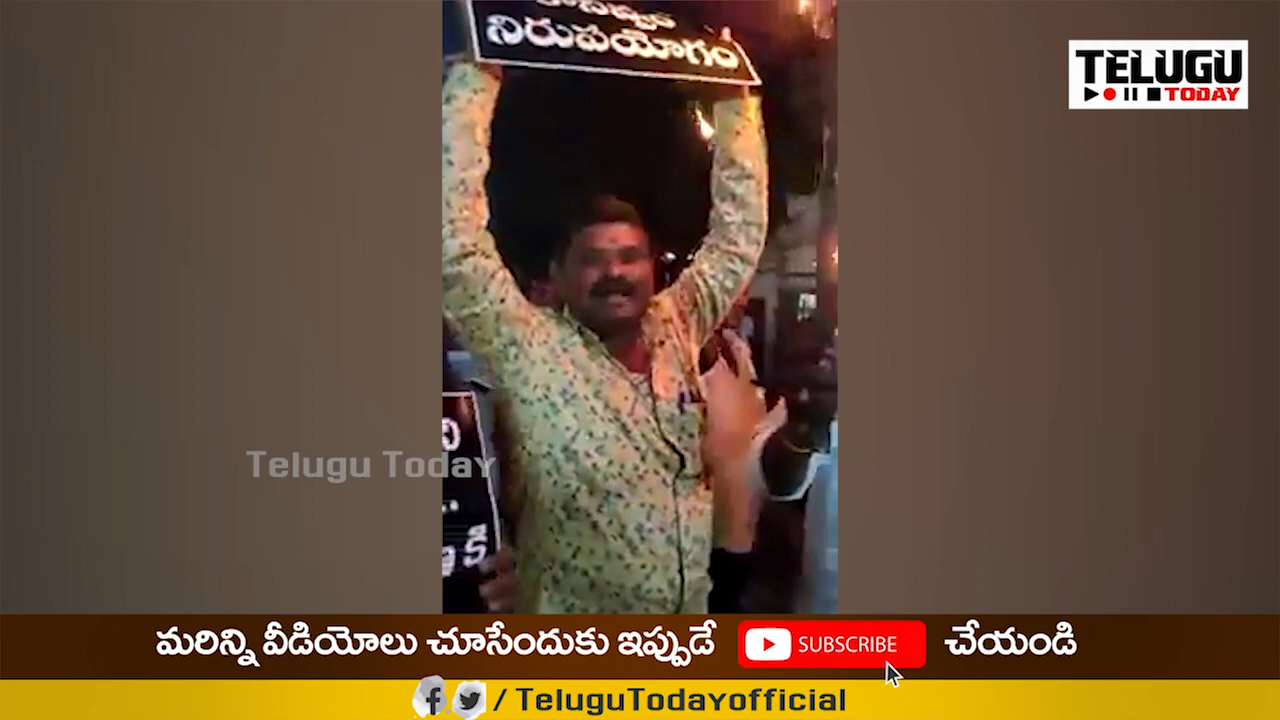 నిరుపయోగం
TELUGU
TODAY
Telugu Today
ని
కి
మరిన్ని వీడియోలు చూసేందుకు ఇప్పుడే SUBSCRIBE చేయండి
/ TeluguTodayofficial